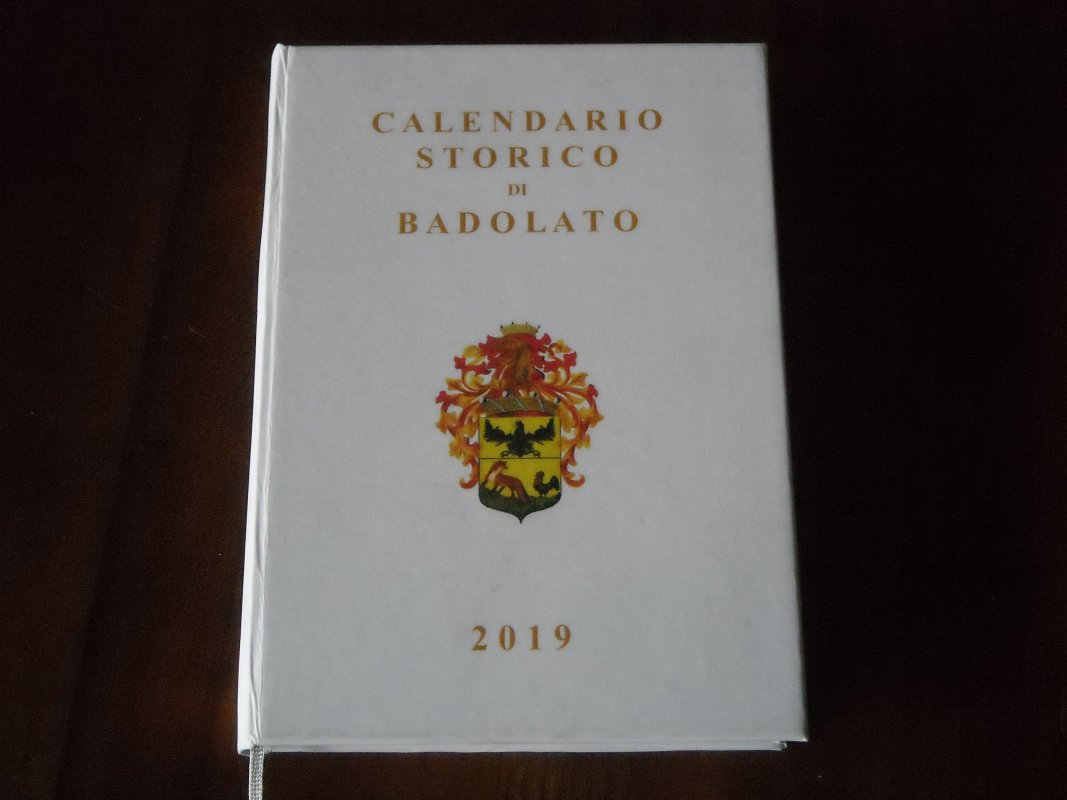 CALENDARIO
STORICO
DI
BADOLATO
2019